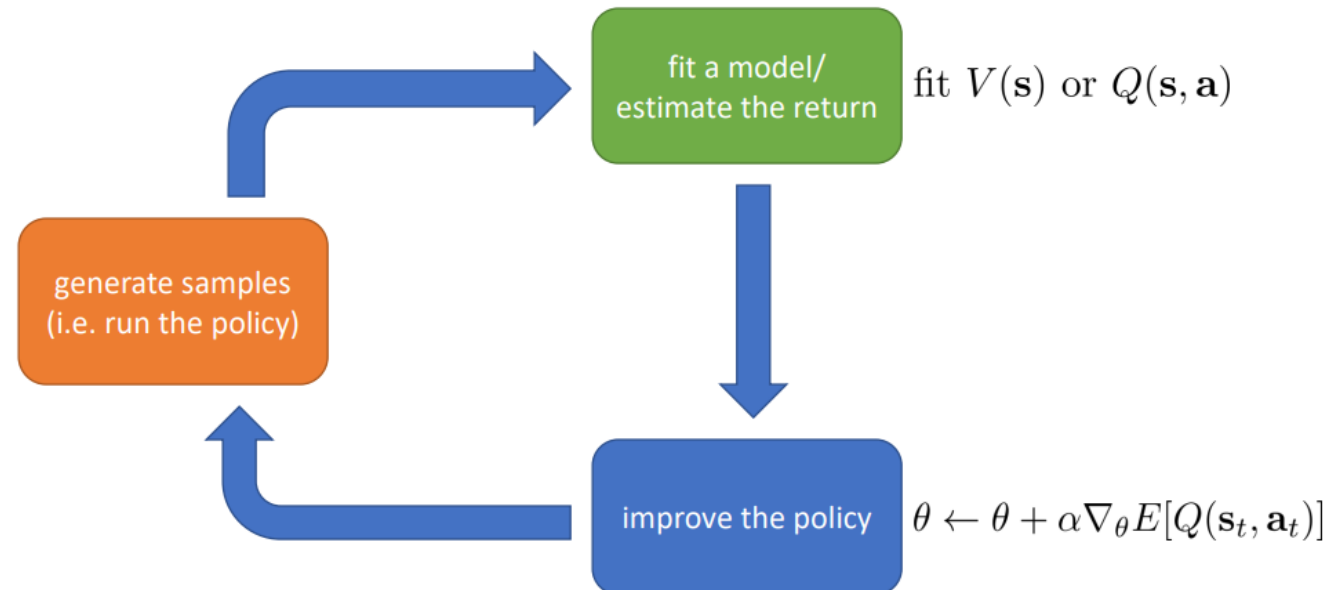 fit a model/
estimate the return
fit V(s) or Q(s, a)
generate samples
(i.e. run the policy)
improve the policy
θ ← θ + α∇θE[Q(st, at)]